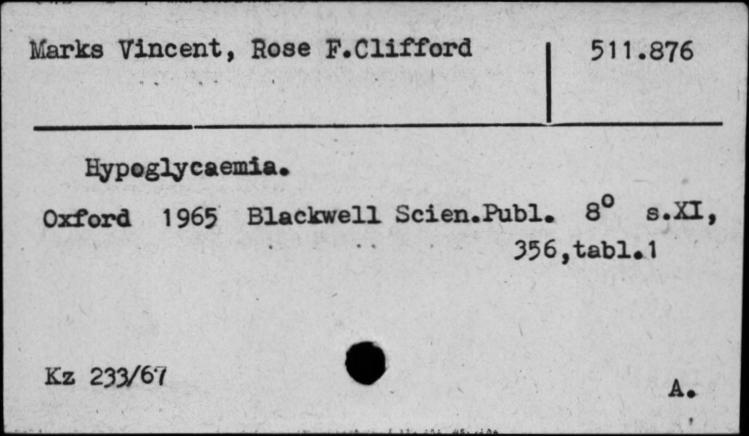 Marks Vincent, Rose F.Clifford 511.876
Hypoglycaemia.
Oxford 1965 Blackwell Scien.Publ. 8° s.XI,
356,tabl.1
Kz 233/67
A.